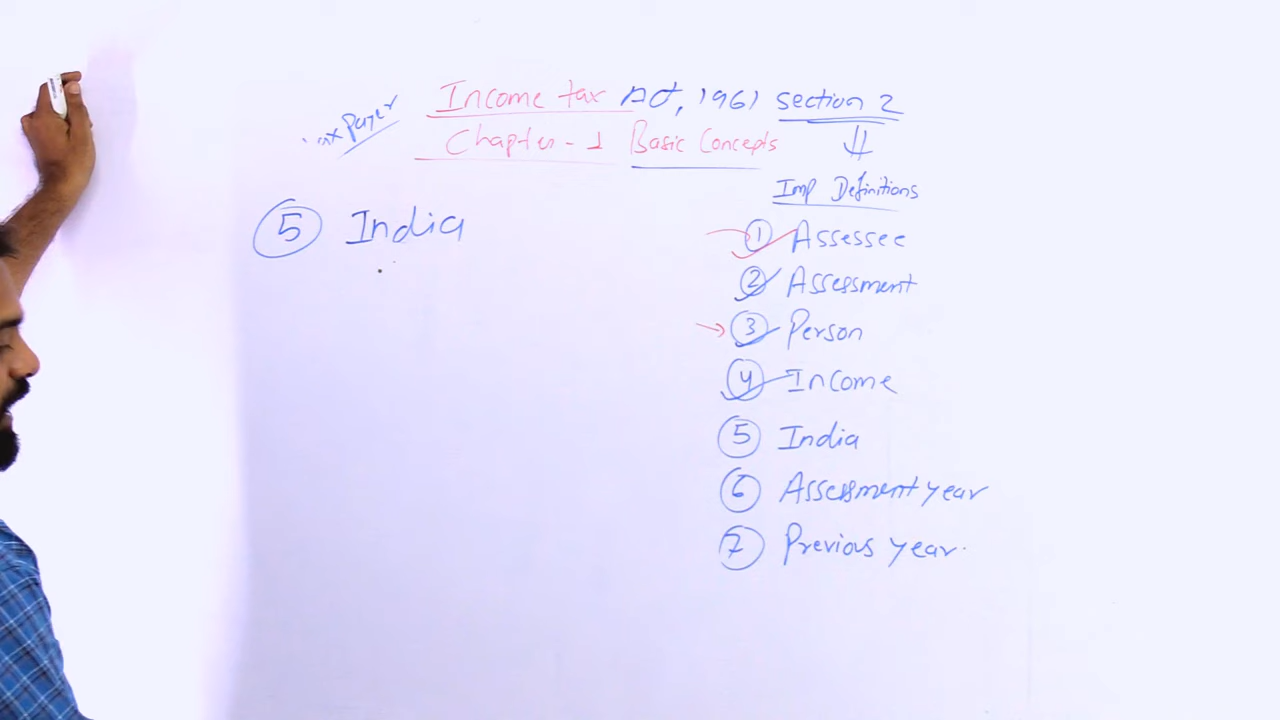 Income tax Act, 1961 section 2
Payer
Chapter - 1 Basic Concepts
Imp Definitions
5 India
1 Assessee
2 Assessment
3 Person
4 Income
5 India
6 Assessment year
7 Previous year.